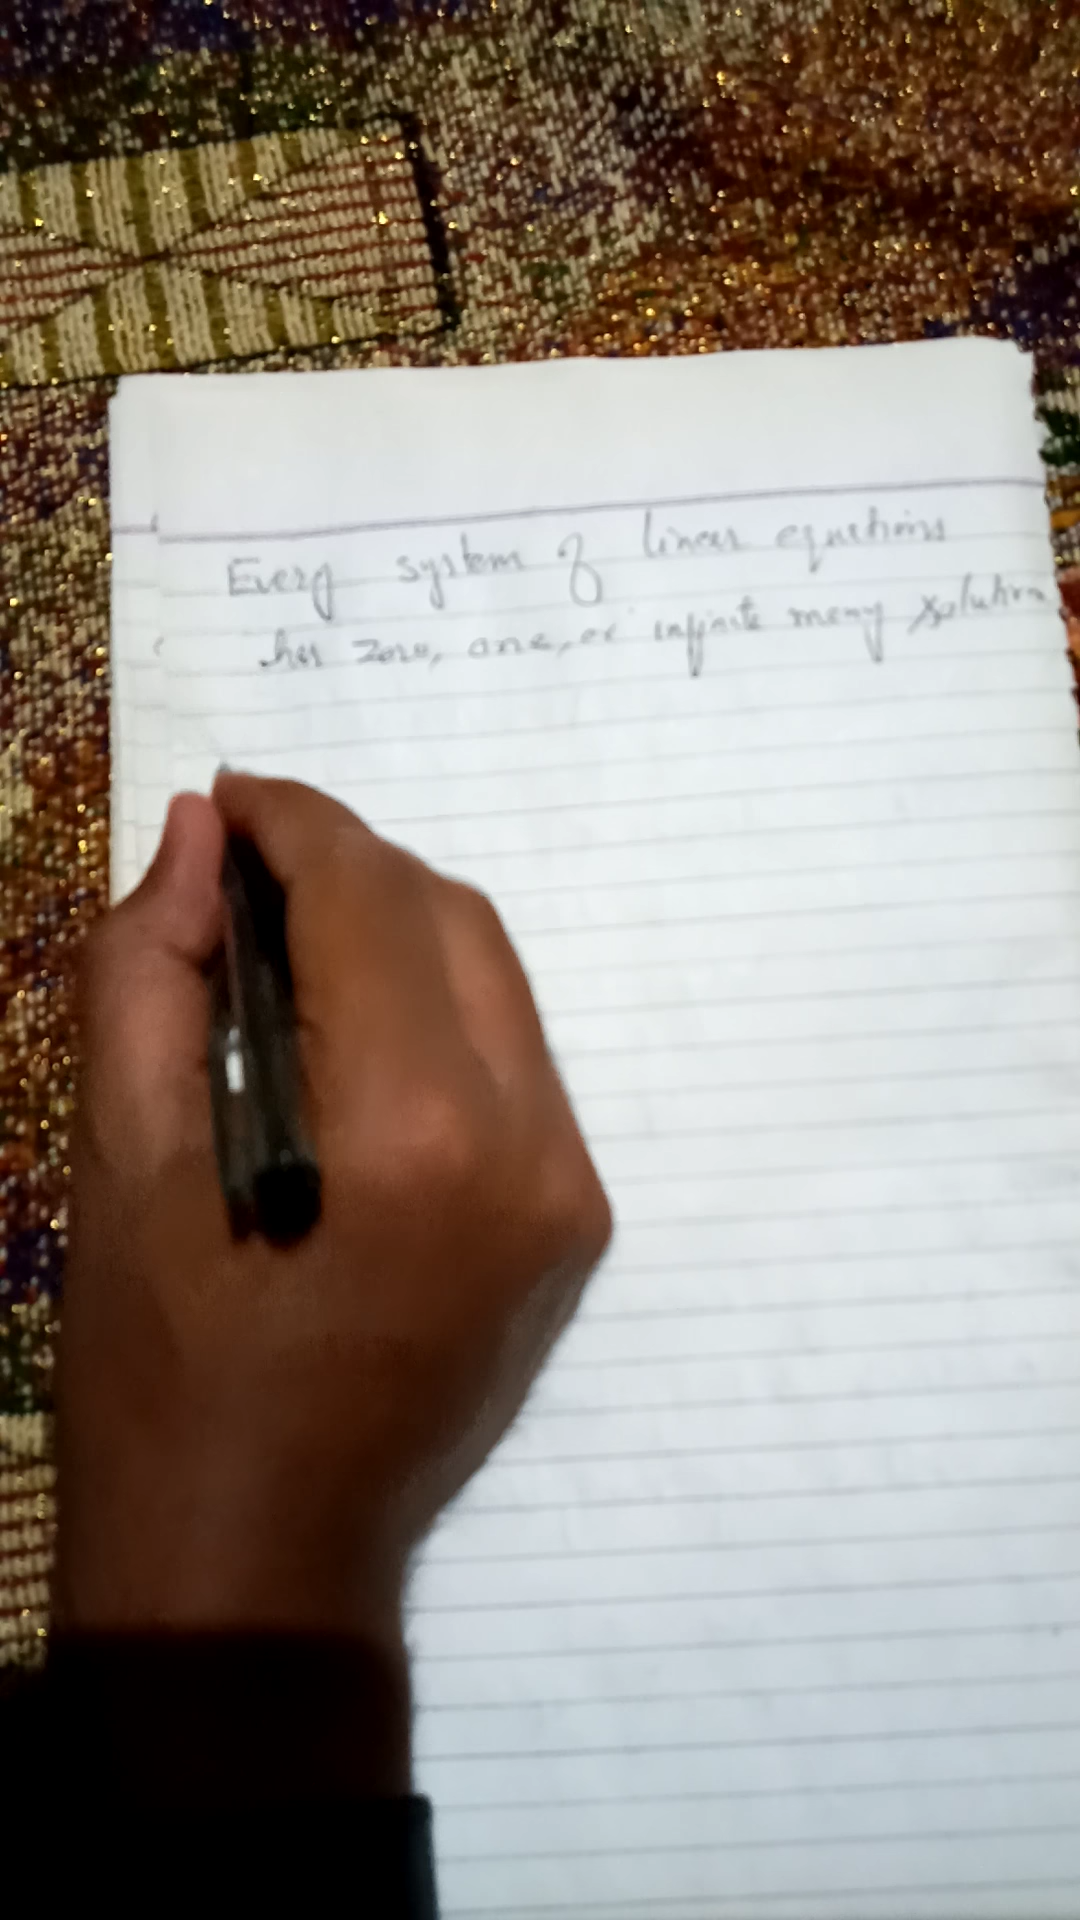 Every system of linear equations
has zero, one, or infinite many solution